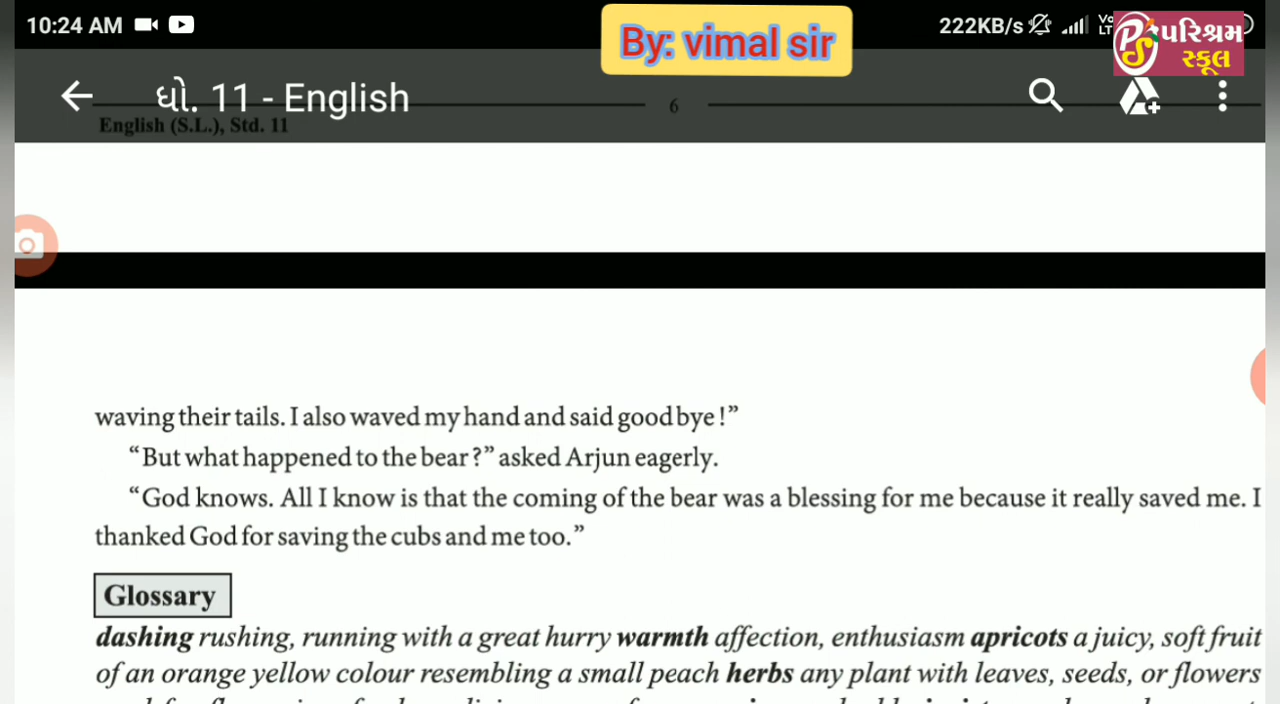 10:24 AM
By: vimal sir
222KB/s
પરિશ્રમ
સ્કૂલ
ધો. 11 - English
6
English (S.L.), Std. 11
waving their tails. I also waved my hand and said good bye !”
“But what happened to the bear ?” asked Arjun eagerly.
“God knows. All I know is that the coming of the bear was a blessing for me because it really saved me. I
thanked God for saving the cubs and me too.”
Glossary
dashing rushing, running with a great hurry warmth affection, enthusiasm apricots a juicy, soft fruit
of an orange yellow colour resembling a small peach herbs any plant with leaves, seeds, or flowers